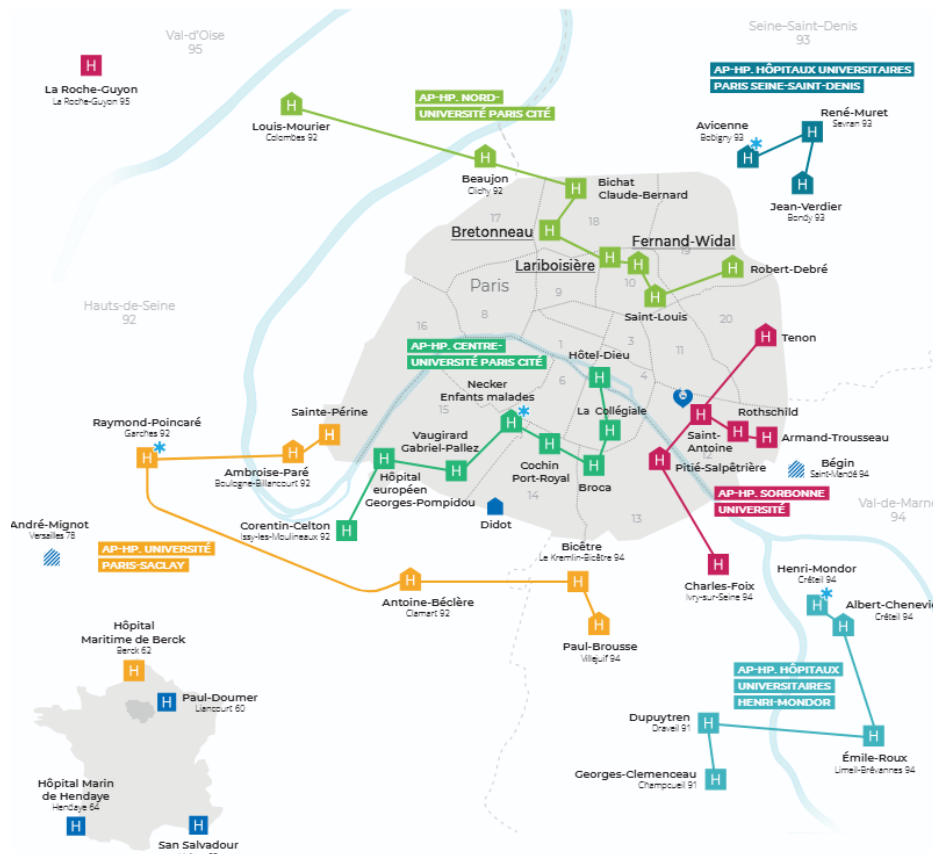 Val-d'Oise
95
Seine-Saint-Denis
93
H
La Roche-Guyon
La Roche-Guyon 95
H
Louis-Mourier
Colombes 92
AP-HP. NORD-
UNIVERSITÉ PARIS CITÉ
AP-HP. HÔPITAUX UNIVERSITAIRES
PARIS SEINE-SAINT-DENIS
René-Muret
Sevran 93
H
Avicenne
Bobigny 93
H
H
Jean-Verdier
Bondy 93
H
Beaujon
Clichy 92
H
Bichat
Claude-Bernard
17
18
H
Bretonneau
Fernand-Widal
19
H
Lariboisière
H
10
H
Robert-Debré
H
Saint-Louis
Paris
9
8
Hauts-de-Seine
92
16
20
1
11
3
AP-HP. CENTRE-
UNIVERSITÉ PARIS CITÉ
Hôtel-Dieu
H
H
Tenon
Necker
Enfants malades
H
6
4
15
La Collégiale
H
H
Saint-
Antoine
Rothschild
H
H
Armand-Trousseau
12
Raymond-Poincaré
Garches 92
H
Sainte-Périne
H
H
Ambroise-Paré
Boulogne-Billancourt 92
Vaugirard
Gabriel-Pallez
H
H
Hôpital
européen
Georges-Pompidou
H
Cochin
Port-Royal
H
Broca
H
Pitié-Salpêtrière
Bégin
Saint-Mandé 94
14
13
Didot
AP-HP. SORBONNE
UNIVERSITÉ
Val-de-Marne
94
André-Mignot
Versailles 78
Corentin-Celton
Issy-les-Moulineaux 92
H
AP-HP. UNIVERSITÉ
PARIS-SACLAY
Bicêtre
Le Kremlin-Bicêtre 94
H
H
Antoine-Béclère
Clamart 92
H
Paul-Brousse
Villejuif 94
H
Charles-Foix
Ivry-sur-Seine 94
Henri-Mondor
Créteil 94
H
Albert-Chenevi
Créteil 94
H
AP-HP. HÔPITAUX
UNIVERSITAIRES
HENRI-MONDOR
Dupuytren
Draveil 91
H
H
Émile-Roux
Limeil-Brévannes 94
Georges-Clemenceau
Champcueil 91
H
Hôpital
Maritime de Berck
Berck 62
H
H
Paul-Doumer
Liancourt 60
Hôpital Marin
de Hendaye
Hendaye 64
H
H
San Salvadour